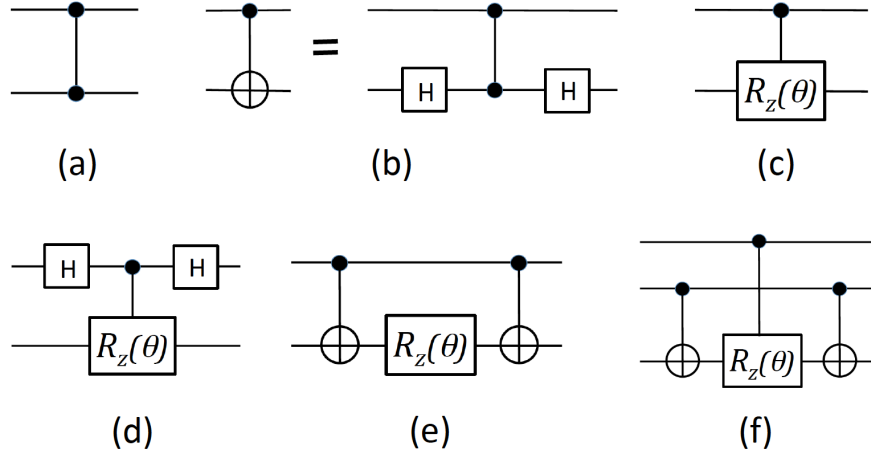 =
H
H
R_z(θ)
(a)
(b)
(c)
H
H
R_z(θ)
R_z(θ)
R_z(θ)
(d)
(e)
(f)